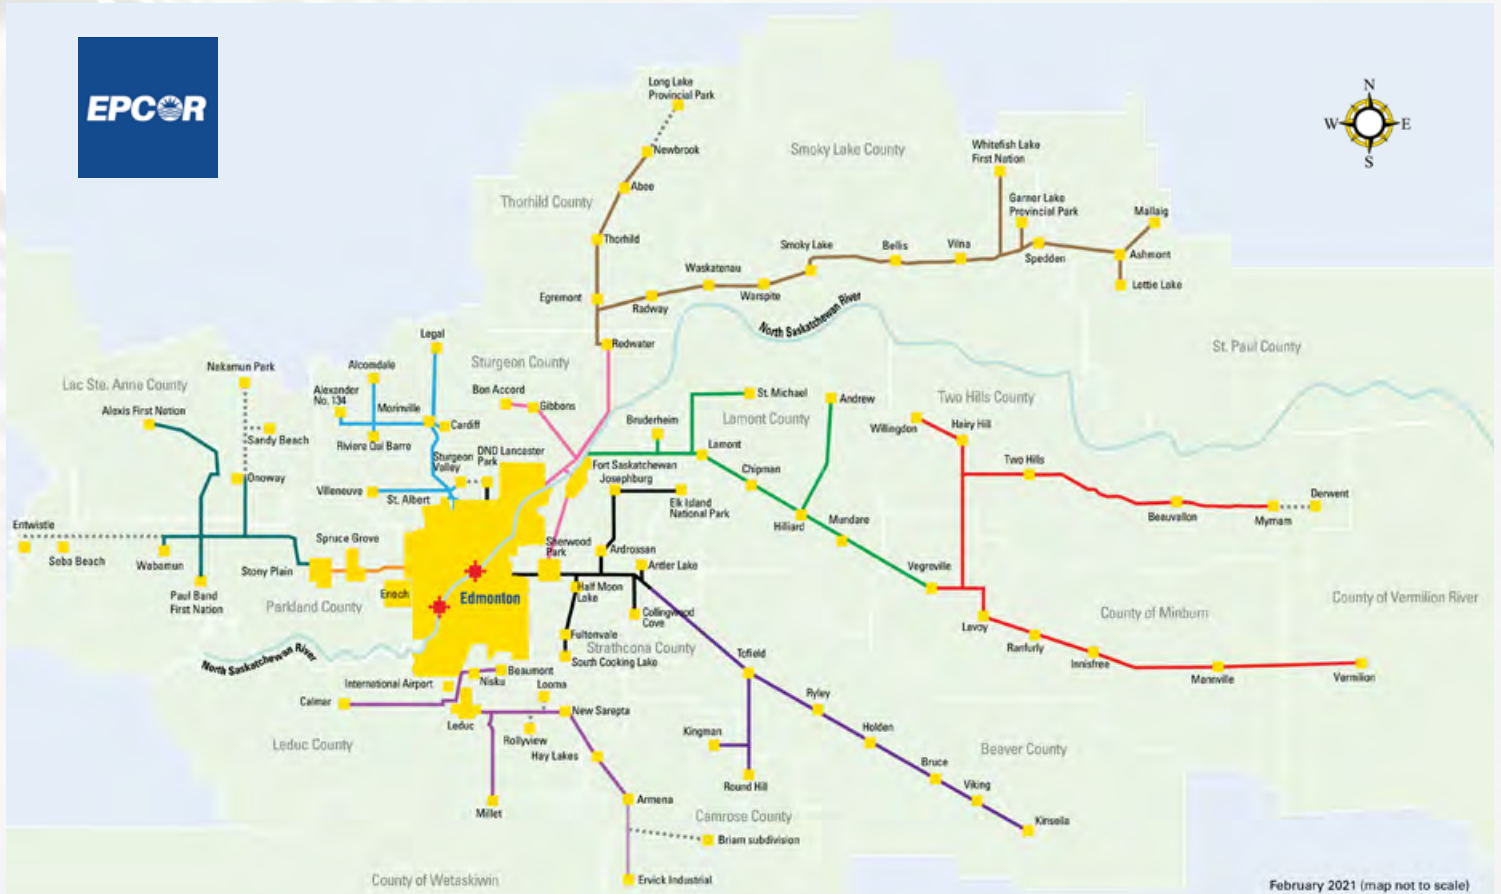 EPCOR
Long Lake
Provincial Park
Newbrook
Abee
Thorhild County
Thorhild
Egremont
Radway
Waskatenau
Warspite
Smoky Lake
Smoky Lake County
Bellis
Vilna
Whitefish Lake
First Nation
Garner Lake
Provincial Park
Spedden
Mallaig
Ashmont
Lottie Lake
N
W
E
S
North Saskatchewan River
St. Paul County
Redwater
Sturgeon County
Legal
Alcomdale
Alexander
No. 134
Morinville
Cardiff
Riviere Qui Barre
Bon Accord
Gibbons
Nakamun Park
Lac Ste. Anne County
Alexis First Nation
Sandy Beach
Onoway
Sturgeon
Valley
DND Lancaster
Park
Villeneuve
St. Albert
Bruderheim
St. Michael
Lamont County
Andrew
Lamont
Fort Saskatchewan
Josephburg
Chipman
Elk Island
National Park
Hilliard
Mundare
Two Hills County
Willingdon
Hairy Hill
Two Hills
Beauvallon
Myrnam
Derwent
Vegreville
Entwistle
Seba Beach
Wabamun
Spruce Grove
Stony Plain
Enoch
Paul Band
First Nation
Parkland County
Edmonton
Sherwood
Park
Ardrossan
Antler Lake
Half Moon
Lake
Collingwood
Cove
Fultonvale
Strathcona County
South Cooking Lake
County of Minburn
County of Vermilion River
Lavoy
Ranfurly
Innisfree
Mannville
Vermilion
North Saskatchewan River
International Airport
Nisku
Beaumont
Looma
Calmar
Leduc
New Sarepta
Rollyview
Hay Lakes
Leduc County
Millet
Armena
Tofield
Ryley
Kingman
Holden
Round Hill
Bruce
Viking
Kinsella
Beaver County
Camrose County
Briam subdivision
Ervick Industrial
County of Wetaskiwin
February 2021 (map not to scale)